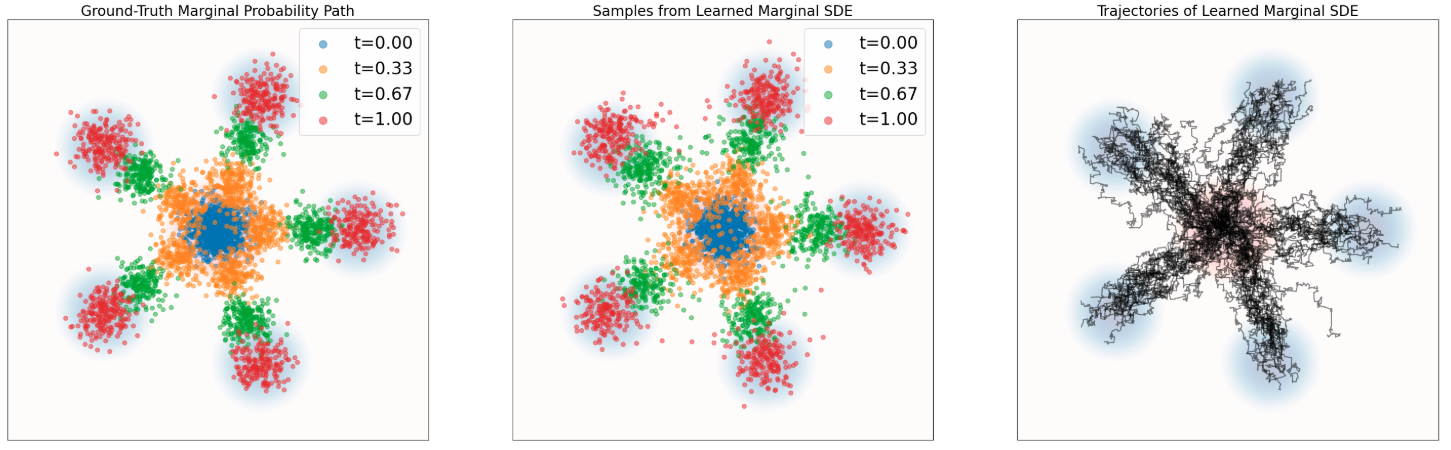 Ground-Truth Marginal Probability Path
t=0.00
t=0.33
t=0.67
t=1.00
Samples from Learned Marginal SDE
t=0.00
t=0.33
t=0.67
t=1.00
Trajectories of Learned Marginal SDE